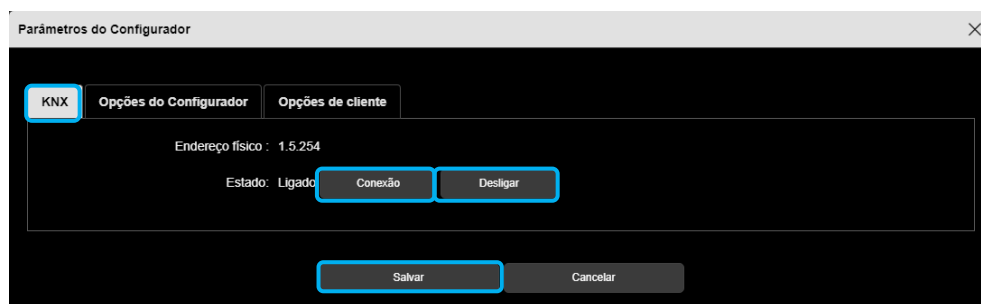 Parâmetros do Configurador
KNX Opções do Configurador Opções de cliente
Endereço físico : 1.5.254
Estado: Ligado Conexão Desligar
Salvar Cancelar